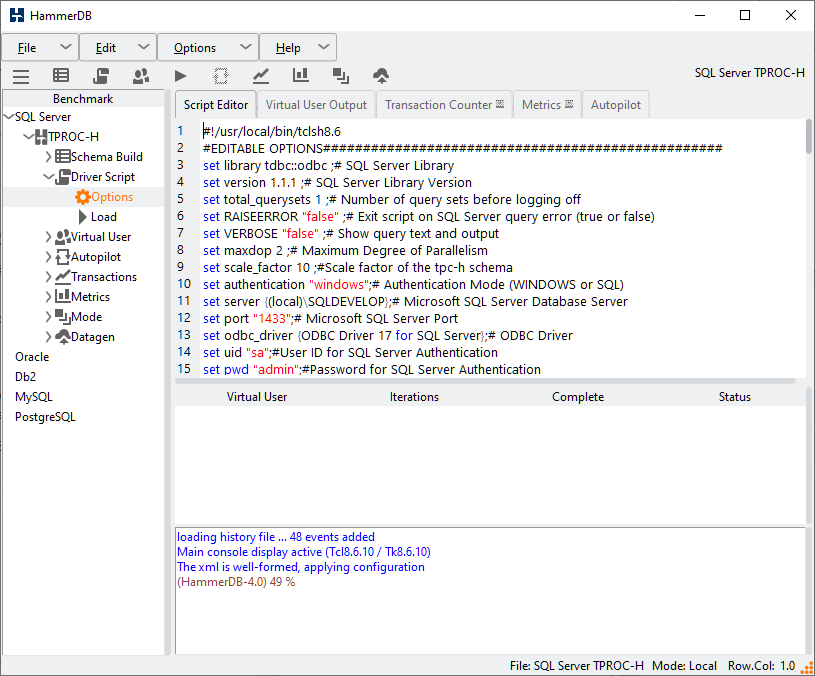 HammerDB
File Edit Options Help
SQL Server TPROC-H
Benchmark
SQL Server
TPROC-H
Schema Build
Driver Script
Options
Load
Virtual User
Autopilot
Transactions
Metrics
Mode
Datagen
Oracle
Db2
MySQL
PostgreSQL
Script Editor Virtual User Output Transaction Counter Metrics Autopilot
1 #!/usr/local/bin/tclsh8.6
2 #EDITABLE OPTIONS##################################################
3 set library tdbc::odbc ;# SQL Server Library
4 set version 1.1.1 ;# SQL Server Library Version
5 set total_querysets 1 ;# Number of query sets before logging off
6 set RAISEERROR "false" ;# Exit script on SQL Server query error (true or false)
7 set VERBOSE "false" ;# Show query text and output
8 set maxdop 2 ;# Maximum Degree of Parallelism
9 set scale_factor 10 ;#Scale factor of the tpc-h schema
10 set authentication "windows";# Authentication Mode (WINDOWS or SQL)
11 set server {(local)\SQLDEVELOP};# Microsoft SQL Server Database Server
12 set port "1433";# Microsoft SQL Server Port
13 set odbc_driver {ODBC Driver 17 for SQL Server};# ODBC Driver
14 set uid "sa";#User ID for SQL Server Authentication
15 set pwd "admin";#Password for SQL Server Authentication
Virtual User Iterations Complete Status
loading history file ... 48 events added
Main console display active (Tcl8.6.10 / Tk8.6.10)
The xml is well-formed, applying configuration
(HammerDB-4.0) 49 %
File: SQL Server TPROC-H Mode: Local Row.Col: 1.0